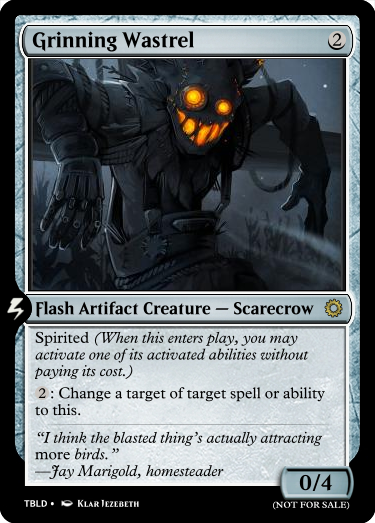 Grinning Wastrel 2
Flash Artifact Creature — Scarecrow
Spirited (When this enters play, you may
activate one of its activated abilities without
paying its cost.)
2 : Change a target of target spell or ability
to this.
“I think the blasted thing’s actually attracting
more birds.”
—Jay Marigold, homesteader
0/4
TBLD • Klar Jezebeth (NOT FOR SALE)